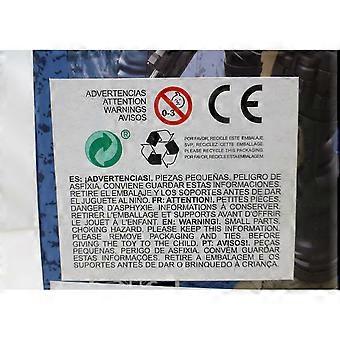 ADVERTENCIAS
ATTENTION
WARNINGS
AVISOS
0-3
CE
®
POR FAVOR, RECICLE ESTE EMBALAJE.
SVP, RECICLEZ CETTE EMBALLAGE.
PLEASE RECYCLE THIS PACKAGING.
POR FAVOR, RECICLE ESTA EMBALAGEM.
ES: ¡ADVERTENCIAS!, PIEZAS PEQUEÑAS, PELIGRO DE
ASFIXIA, CONVIENE GUARDAR ESTAS INFORMACIONES.
RETIRE EL EMBALAJE Y LOS SOPORTES ANTES DE DAR
EL JUGUETE AL NIÑO. FR: ATTENTION!, PETITES PIÈCES,
DANGER D'ASPHYXIE, CONSERVER CES INFORMATIONS.
RETIRER L'EMBALLAGE ET SUPPORTS AVANT DE DONNER
LE JOUET À L'ENFANT. EN: WARNING!, SMALL PARTS,
CHOKING HAZARD, PLEASE KEEP THIS INFORMATION.
REMOVE PACKAGING AND TIES BEFORE
GIVING THE TOY TO THE CHILD. PT: AVISOS!, PEÇAS
PEQUENAS, PERIGO DE ASFIXIA, CONVÉM GUARDAR ESTAS
INFORMAÇÕES. RETIRE A EMBALAGEM E OS
SUPORTES ANTES DE DAR O BRINQUEDO À CRIANÇA.